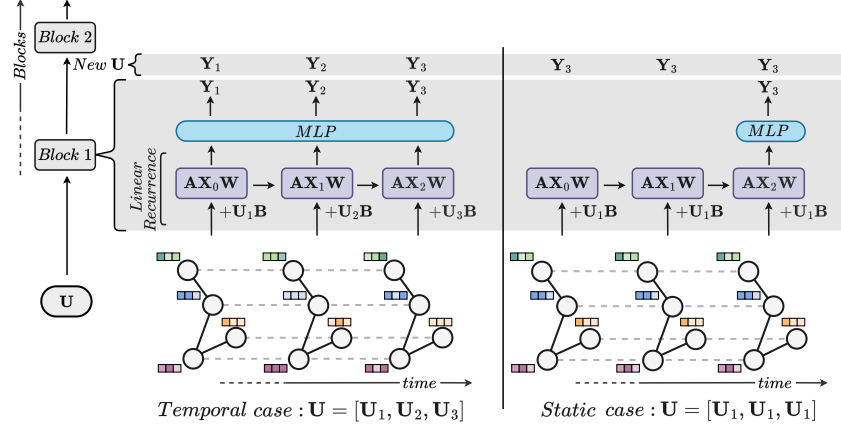 Blocks
Block 2
New U
Y₁ Y₂ Y₃ Y₃ Y₃ Y₃
Y₁ Y₂ Y₃ Y₃
MLP MLP
Block 1
Linear
Recurrence
AX₀W AX₁W AX₂W AX₀W AX₁W AX₂W
+U₁B +U₂B +U₃B +U₁B +U₁B +U₁B
U
time time
Temporal case : U = [U₁, U₂, U₃] Static case : U = [U₁, U₁, U₁]